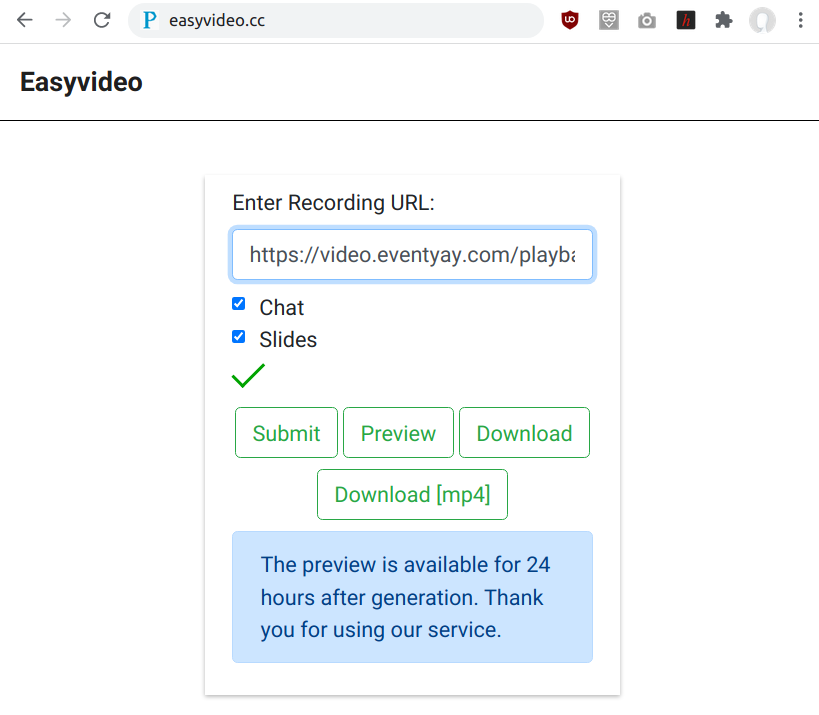 easyvideo.cc
Easyvideo
Enter Recording URL:
https://video.eventyay.com/playba
Chat
Slides
Submit
Preview
Download
Download [mp4]
The preview is available for 24
hours after generation. Thank
you for using our service.